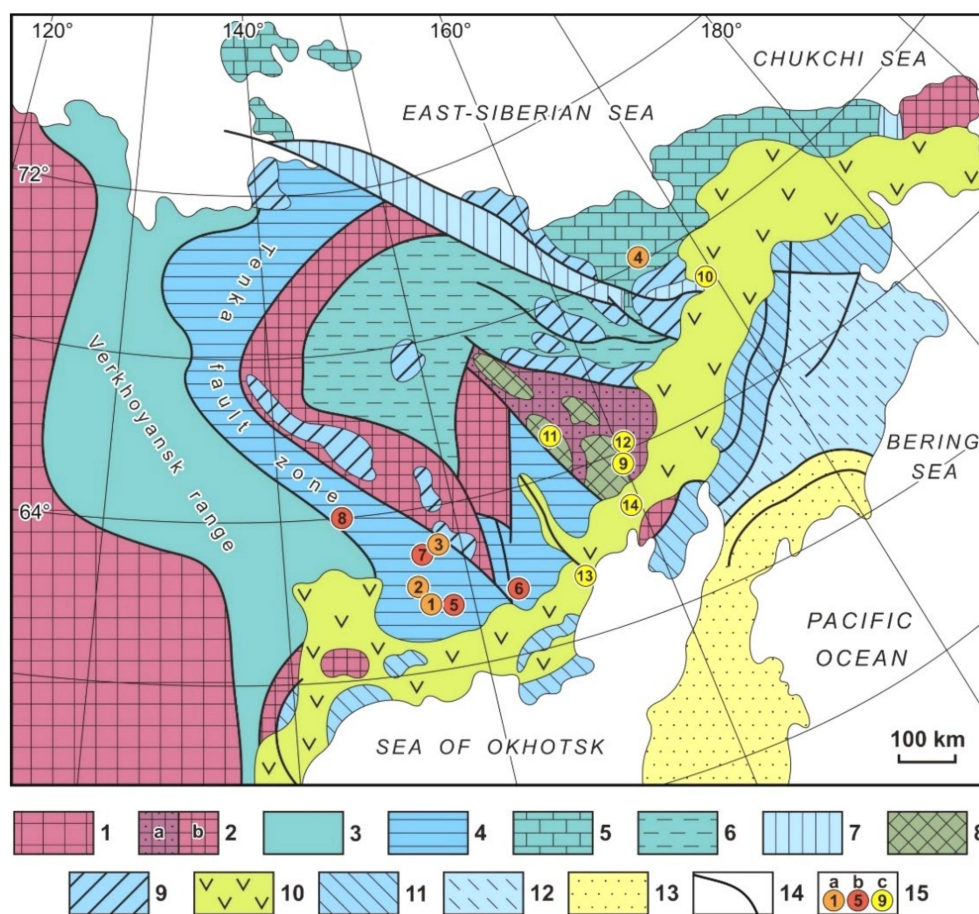 120°
140°
160°
180°
CHUKCHI SEA
EAST-SIBERIAN SEA
72°
Tenka fault zone
4
10
Verkhoyansk range
11
12
9
BERING
SEA
14
64°
8
3
7
13
2
6
1
5
PACIFIC
OCEAN
SEA OF OKHOTSK
100 km
1
a b 2
3
4
5
6
7
8
9
10
11
12
13
14
a b c
1 5 9 15